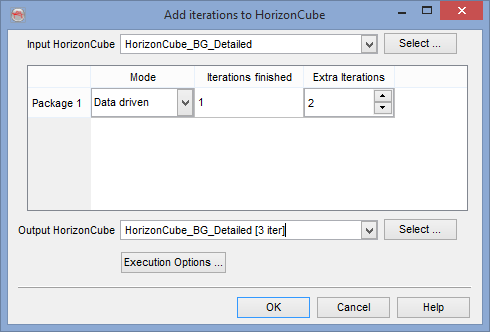 Add iterations to HorizonCube
Input HorizonCube HorizonCube_BG_Detailed Select ...
Mode Iterations finished Extra Iterations
Package 1 Data driven 1 2
Output HorizonCube HorizonCube_BG_Detailed [3 iter] Select ...
Execution Options ...
OK Cancel Help